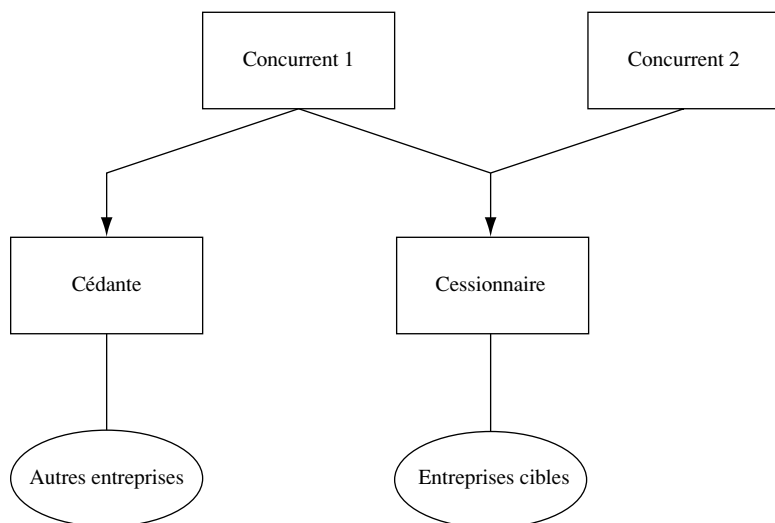 Concurrent 1
Concurrent 2
Cédante
Cessionnaire
Autres entreprises
Entreprises cibles